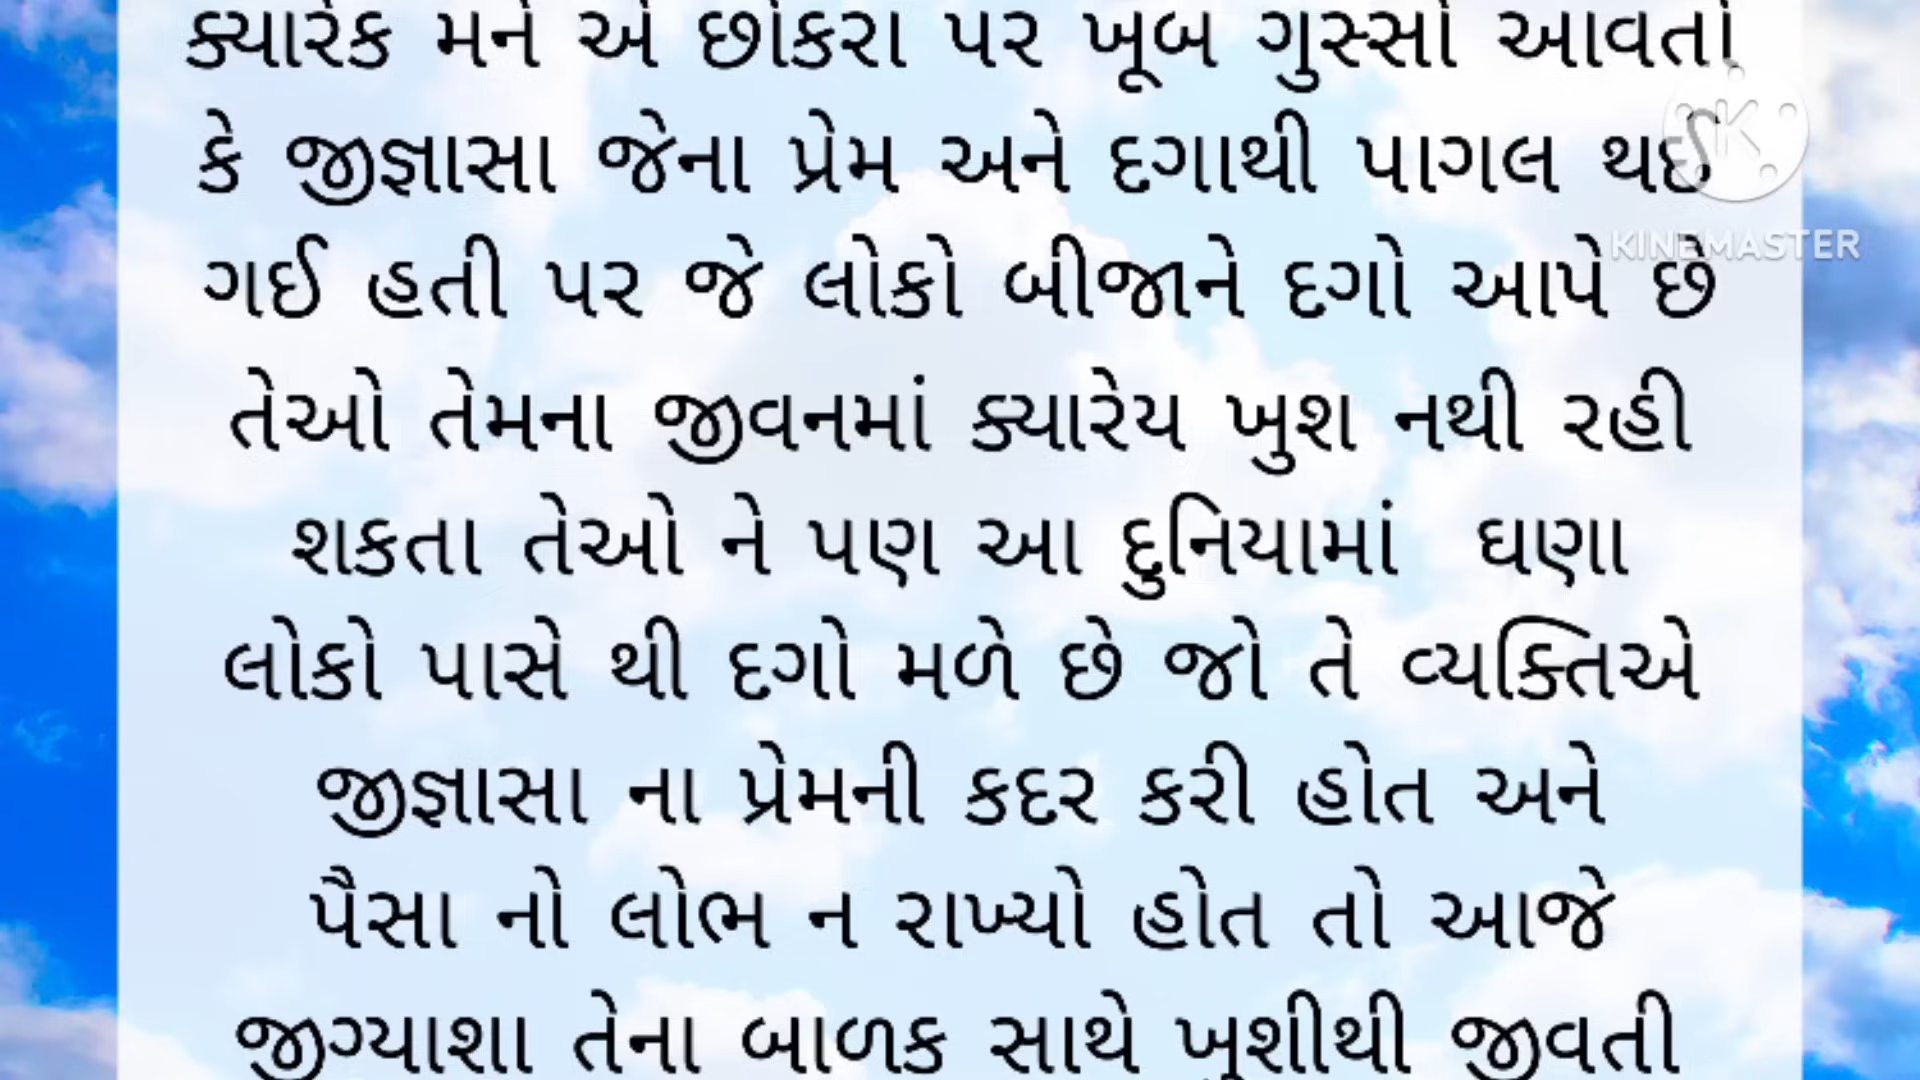 ક્યારેક મને એ છોકરા પર ખૂબ ગુસ્સો આવતો
કે જીજ્ઞાસા જેના પ્રેમ અને દગાથી પાગલ થઈ
ગઈ હતી પર જે લોકો બીજાને દગો આપે છે
તેઓ તેમના જીવનમાં ક્યારેય ખુશ નથી રહી
શકતા તેઓ ને પણ આ દુનિયામાં ઘણા
લોકો પાસે થી દગો મળે છે જો તે વ્યક્તિએ
જીજ્ઞાસા ના પ્રેમની કદર કરી હોત અને
પૈસા નો લોભ ન રાખ્યો હોત તો આજે
જીગ્યાશા તેના બાળક સાથે ખુશીથી જીવતી
K
KINEMASTER